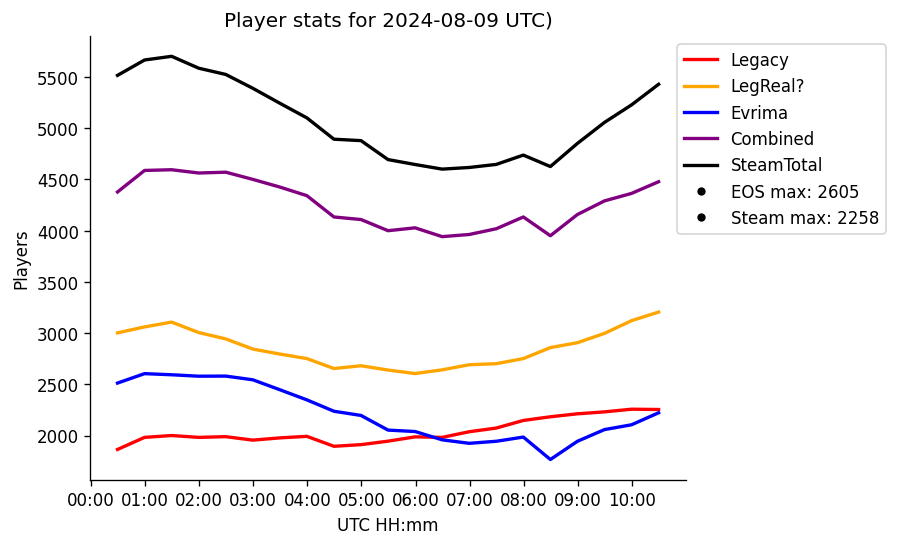 Player stats for 2024-08-09 UTC)
Legacy
LegReal?
Evrima
Combined
SteamTotal
EOS max: 2605
Steam max: 2258
Players
5500
5000
4500
4000
3500
3000
2500
2000
00:00 01:00 02:00 03:00 04:00 05:00 06:00 07:00 08:00 09:00 10:00
UTC HH:mm